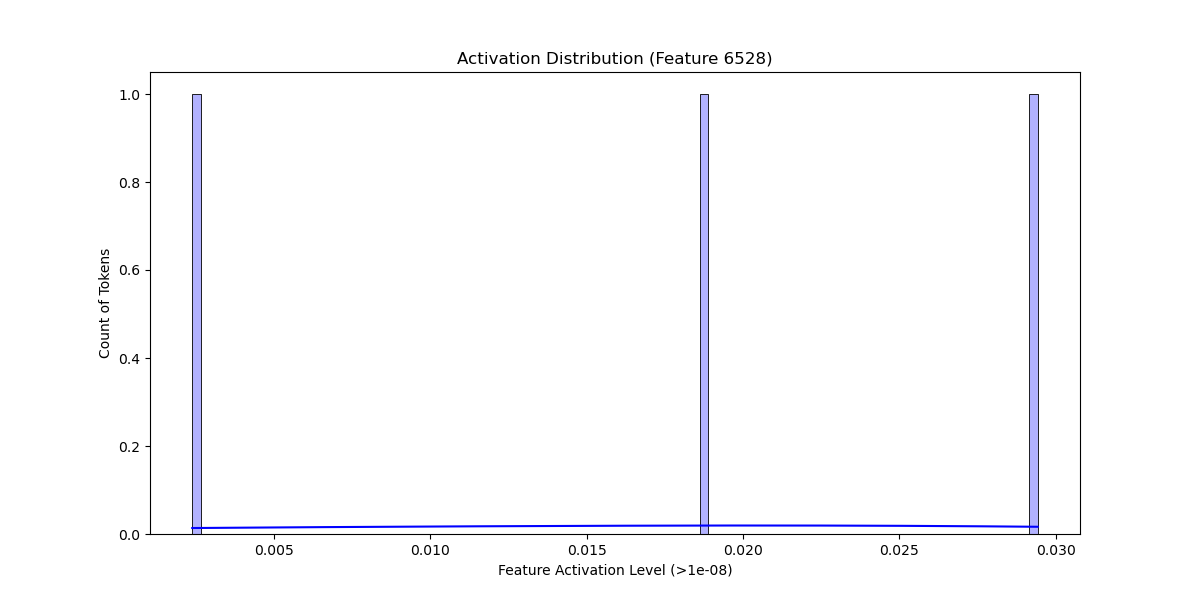 Activation Distribution (Feature 6528)
1.0
0.8
0.6
0.4
0.2
0.0
Count of Tokens
0.005 0.010 0.015 0.020 0.025 0.030
Feature Activation Level (>1e-08)